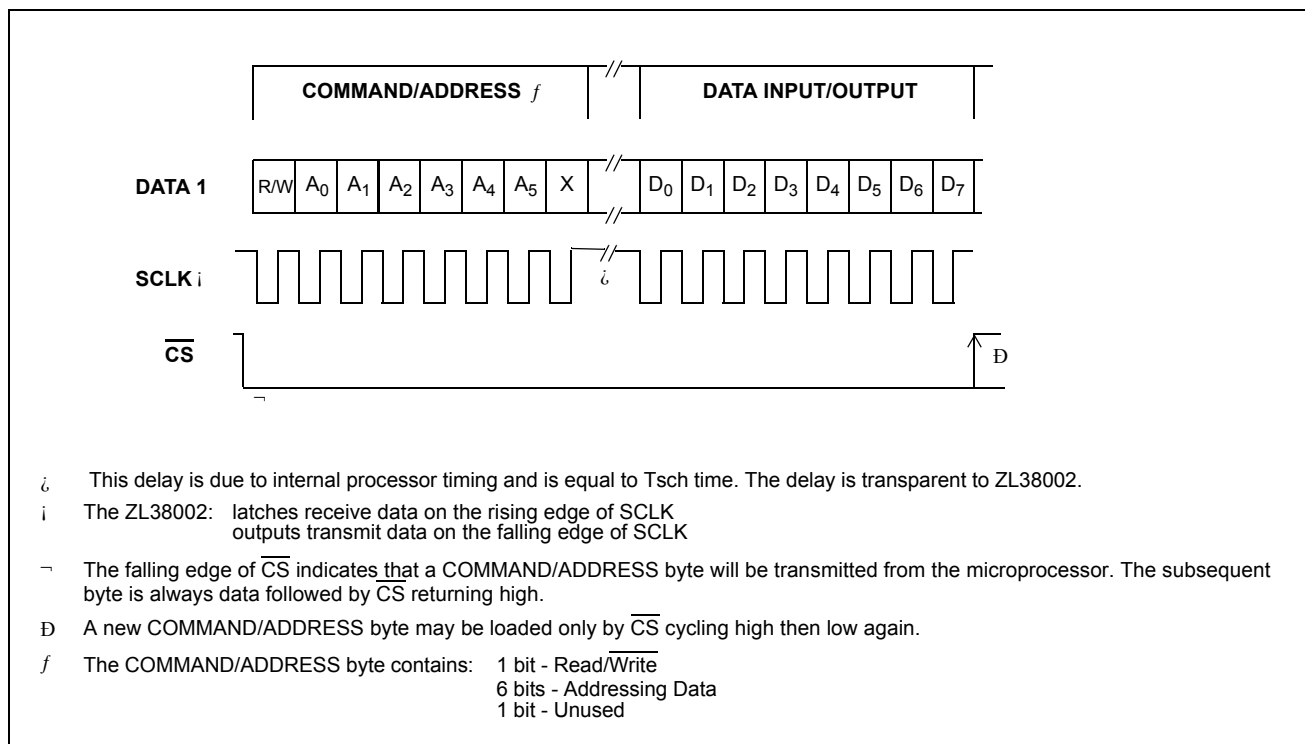 COMMAND/ADDRESS ƒ DATA INPUT/OUTPUT
DATA 1 R/W A0 A1 A2 A3 A4 A5 X D0 D1 D2 D3 D4 D5 D6 D7
SCLK ¡
¿
CS
Ð
¬
¿ This delay is due to internal processor timing and is equal to Tsch time. The delay is transparent to ZL38002.
¡ The ZL38002: latches receive data on the rising edge of SCLK
outputs transmit data on the falling edge of SCLK
¬ The falling edge of CS indicates that a COMMAND/ADDRESS byte will be transmitted from the microprocessor. The subsequent
byte is always data followed by CS returning high.
Ð A new COMMAND/ADDRESS byte may be loaded only by CS cycling high then low again.
ƒ The COMMAND/ADDRESS byte contains: 1 bit - Read/Write
6 bits - Addressing Data
1 bit - Unused